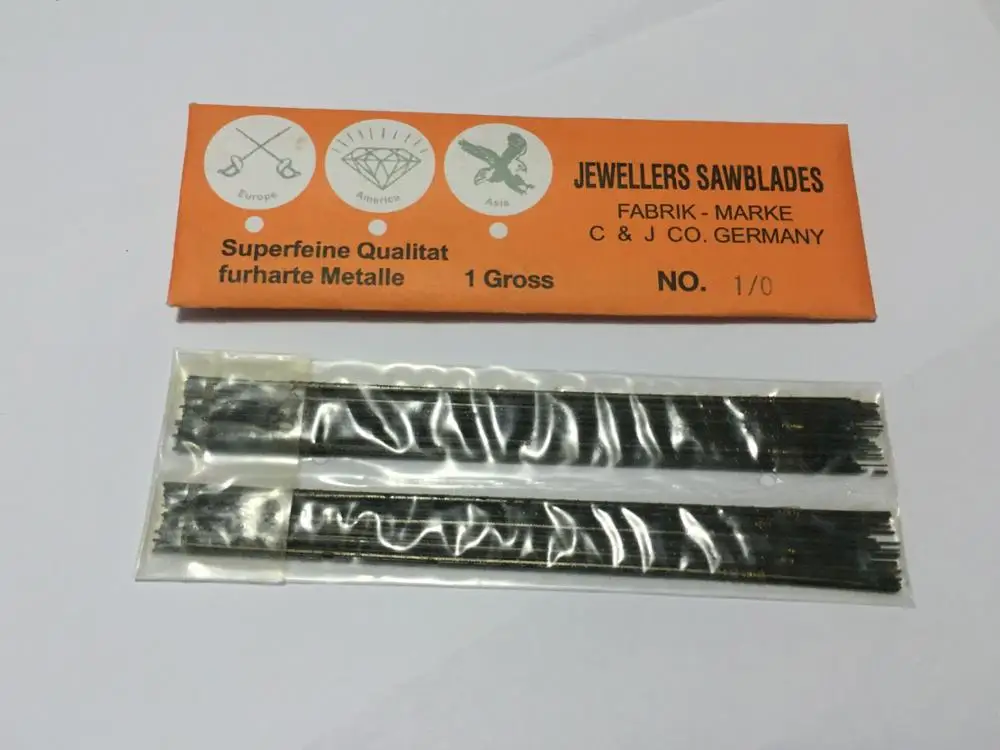 Europe
America
Asia
JEWELLERS SAWBLADES
FABRIK - MARKE
C & J CO. GERMANY
Superfeine Qualitat
furharte Metalle
1 Gross
NO. 1/0